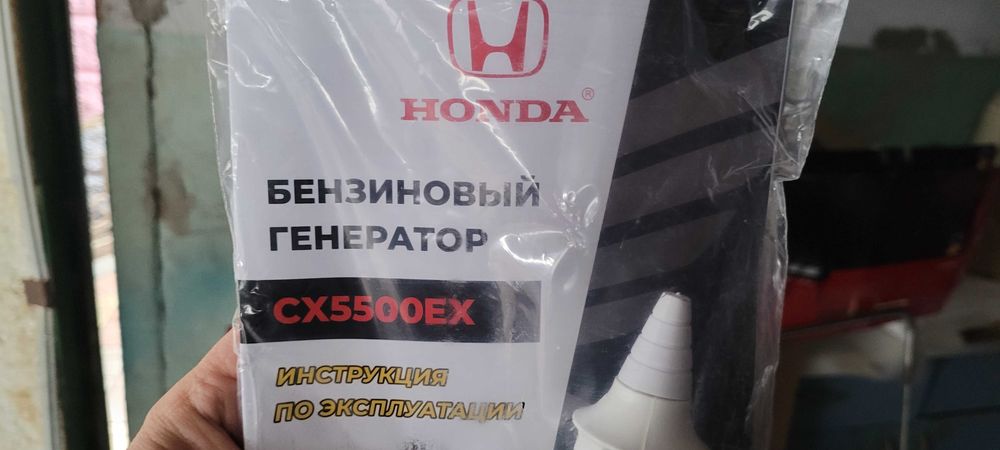 HONDA®
БЕНЗИНОВЫЙ
ГЕНЕРАТОР
CX5500EX
ИНСТРУКЦИЯ
ПО ЭКСПЛУАТАЦИИ